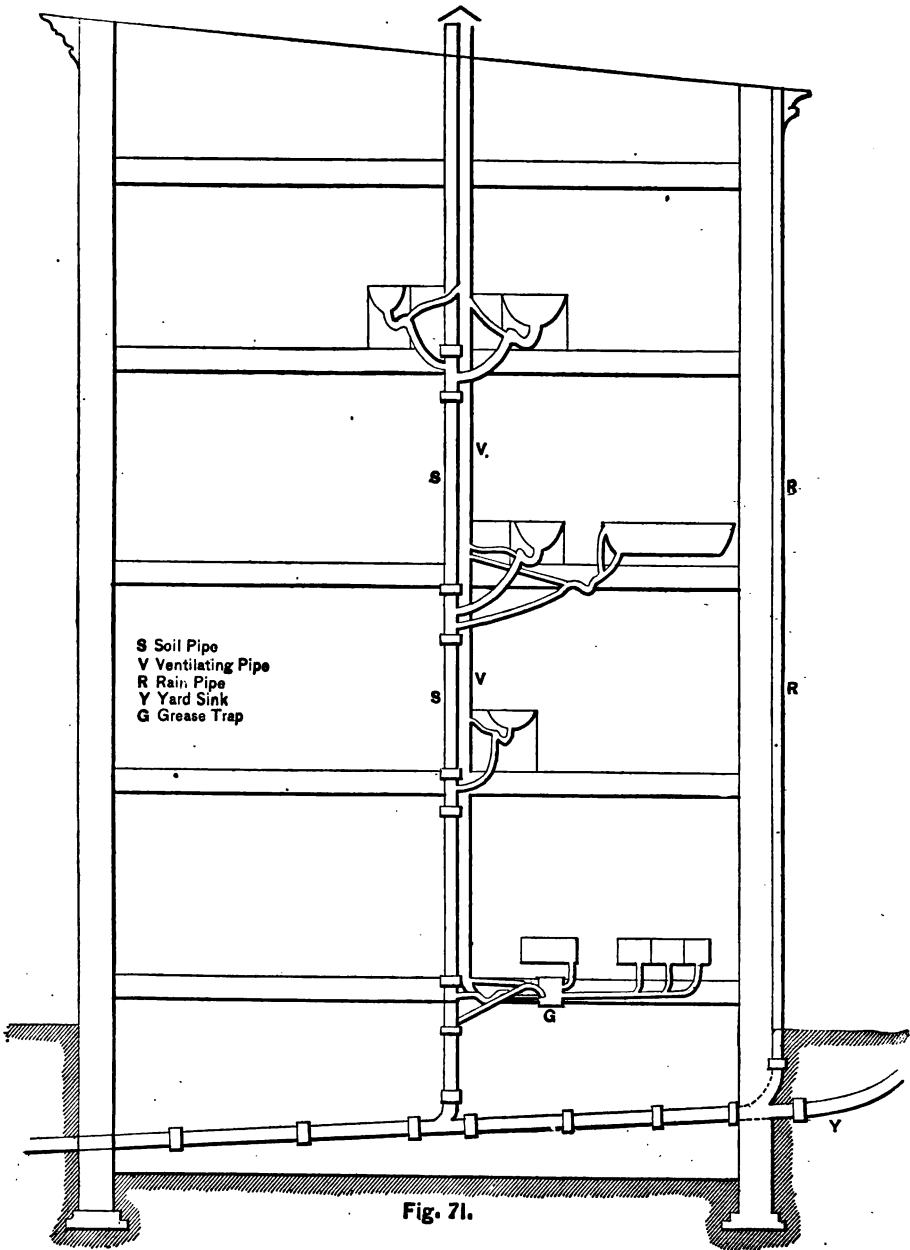 V.
S
R
S Soil Pipe
V Ventilating Pipe
R Rain Pipe
Y Yard Sink
G Grease Trap
V
S
R
G
Y
Fig. 71.